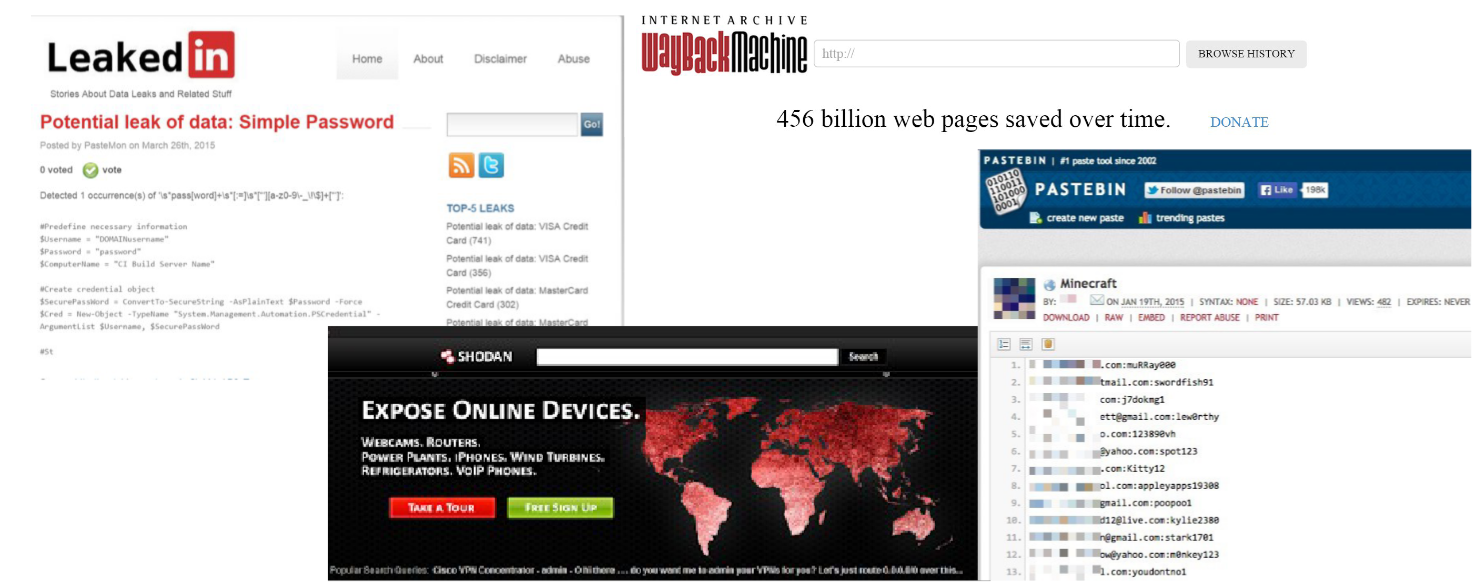 Leaked in
Home About Disclaimer Abuse
Stories About Data Leaks and Related Stuff
Potential leak of data: Simple Password
Posted by PasteMon on March 26th, 2015
0 voted vote
Detected 1 occurrence(s) of '\s*pass[word]+\s*[:=]\s*["'][a-z0-9\-_\/\$]+["']':
#Predefine necessary information
$Username = "DOMAINusername"
$Password = "password"
$ComputerName = "CI Build Server Name"
#Create credential object
$SecurePassWord = ConvertTo-SecureString -AsPlainText $Password -Force
$Cred = New-Object -TypeName "System.Management.Automation.PSCredential" -
ArgumentList $Username, $SecurePassWord
#St
Go!
TOP-5 LEAKS
Potential leak of data: VISA Credit
Card (741)
Potential leak of data: VISA Credit
Card (356)
Potential leak of data: MasterCard
Credit Card (302)
Potential leak of data: MasterCard
INTERNET ARCHIVE
WayBackMachine
http://
BROWSE HISTORY
456 billion web pages saved over time. DONATE
SHODAN
Search
EXPOSE ONLINE DEVICES.
WEBCAMS. ROUTERS.
POWER PLANTS. IPHONES. WIND TURBINES.
REFRIGERATORS. VOIP PHONES.
TAKE A TOUR
FREE SIGN UP
Popular Search Queries: Cisco VPN Concentrator - admin - O hi there .... do you want me to admin your VPNs for you? Let's just route 0.0.0.0/0 over this...
PASTEBIN | #1 paste tool since 2002
010110
110011
101000
0001
PASTEBIN
Follow @pastebin
Like 198k
create new paste trending pastes
Minecraft
BY: ON JAN 19TH, 2015 | SYNTAX: NONE | SIZE: 57.03 KB | VIEWS: 482 | EXPIRES: NEVER
DOWNLOAD | RAW | EMBED | REPORT ABUSE | PRINT
1. .com:muRRay000
2. tmail.com:swordfish91
3. com:j7dokmg1
4. ett@gmail.com:lew0rthy
5. o.com:123890vh
6. @yahoo.com:spot123
7. .com:Kitty12
8. ol.com:appleyapps19308
9. gmail.com:poopoo1
10. d12@live.com:kylie2380
11. n@gmail.com:stark1701
12. ow@yahoo.com:m0nkey123
13. l.com:youdontno1